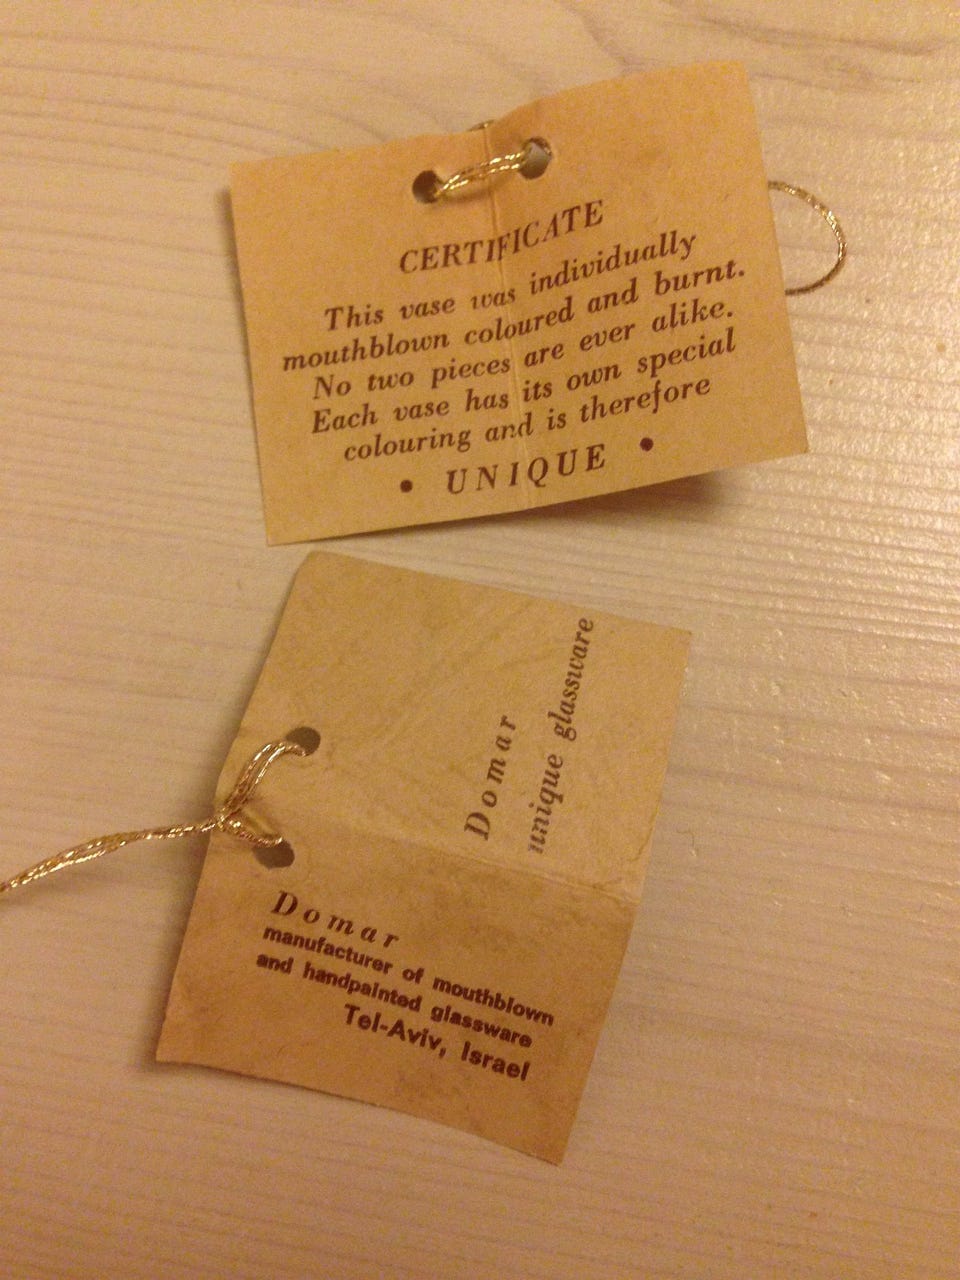 CERTIFICATE
This vase was individually
mouthblown coloured and burnt.
No two pieces are ever alike.
Each vase has its own special
colouring and is therefore
• UNIQUE •
Domar
unique glassware
Domar
manufacturer of mouthblown
and handpainted glassware
Tel-Aviv, Israel